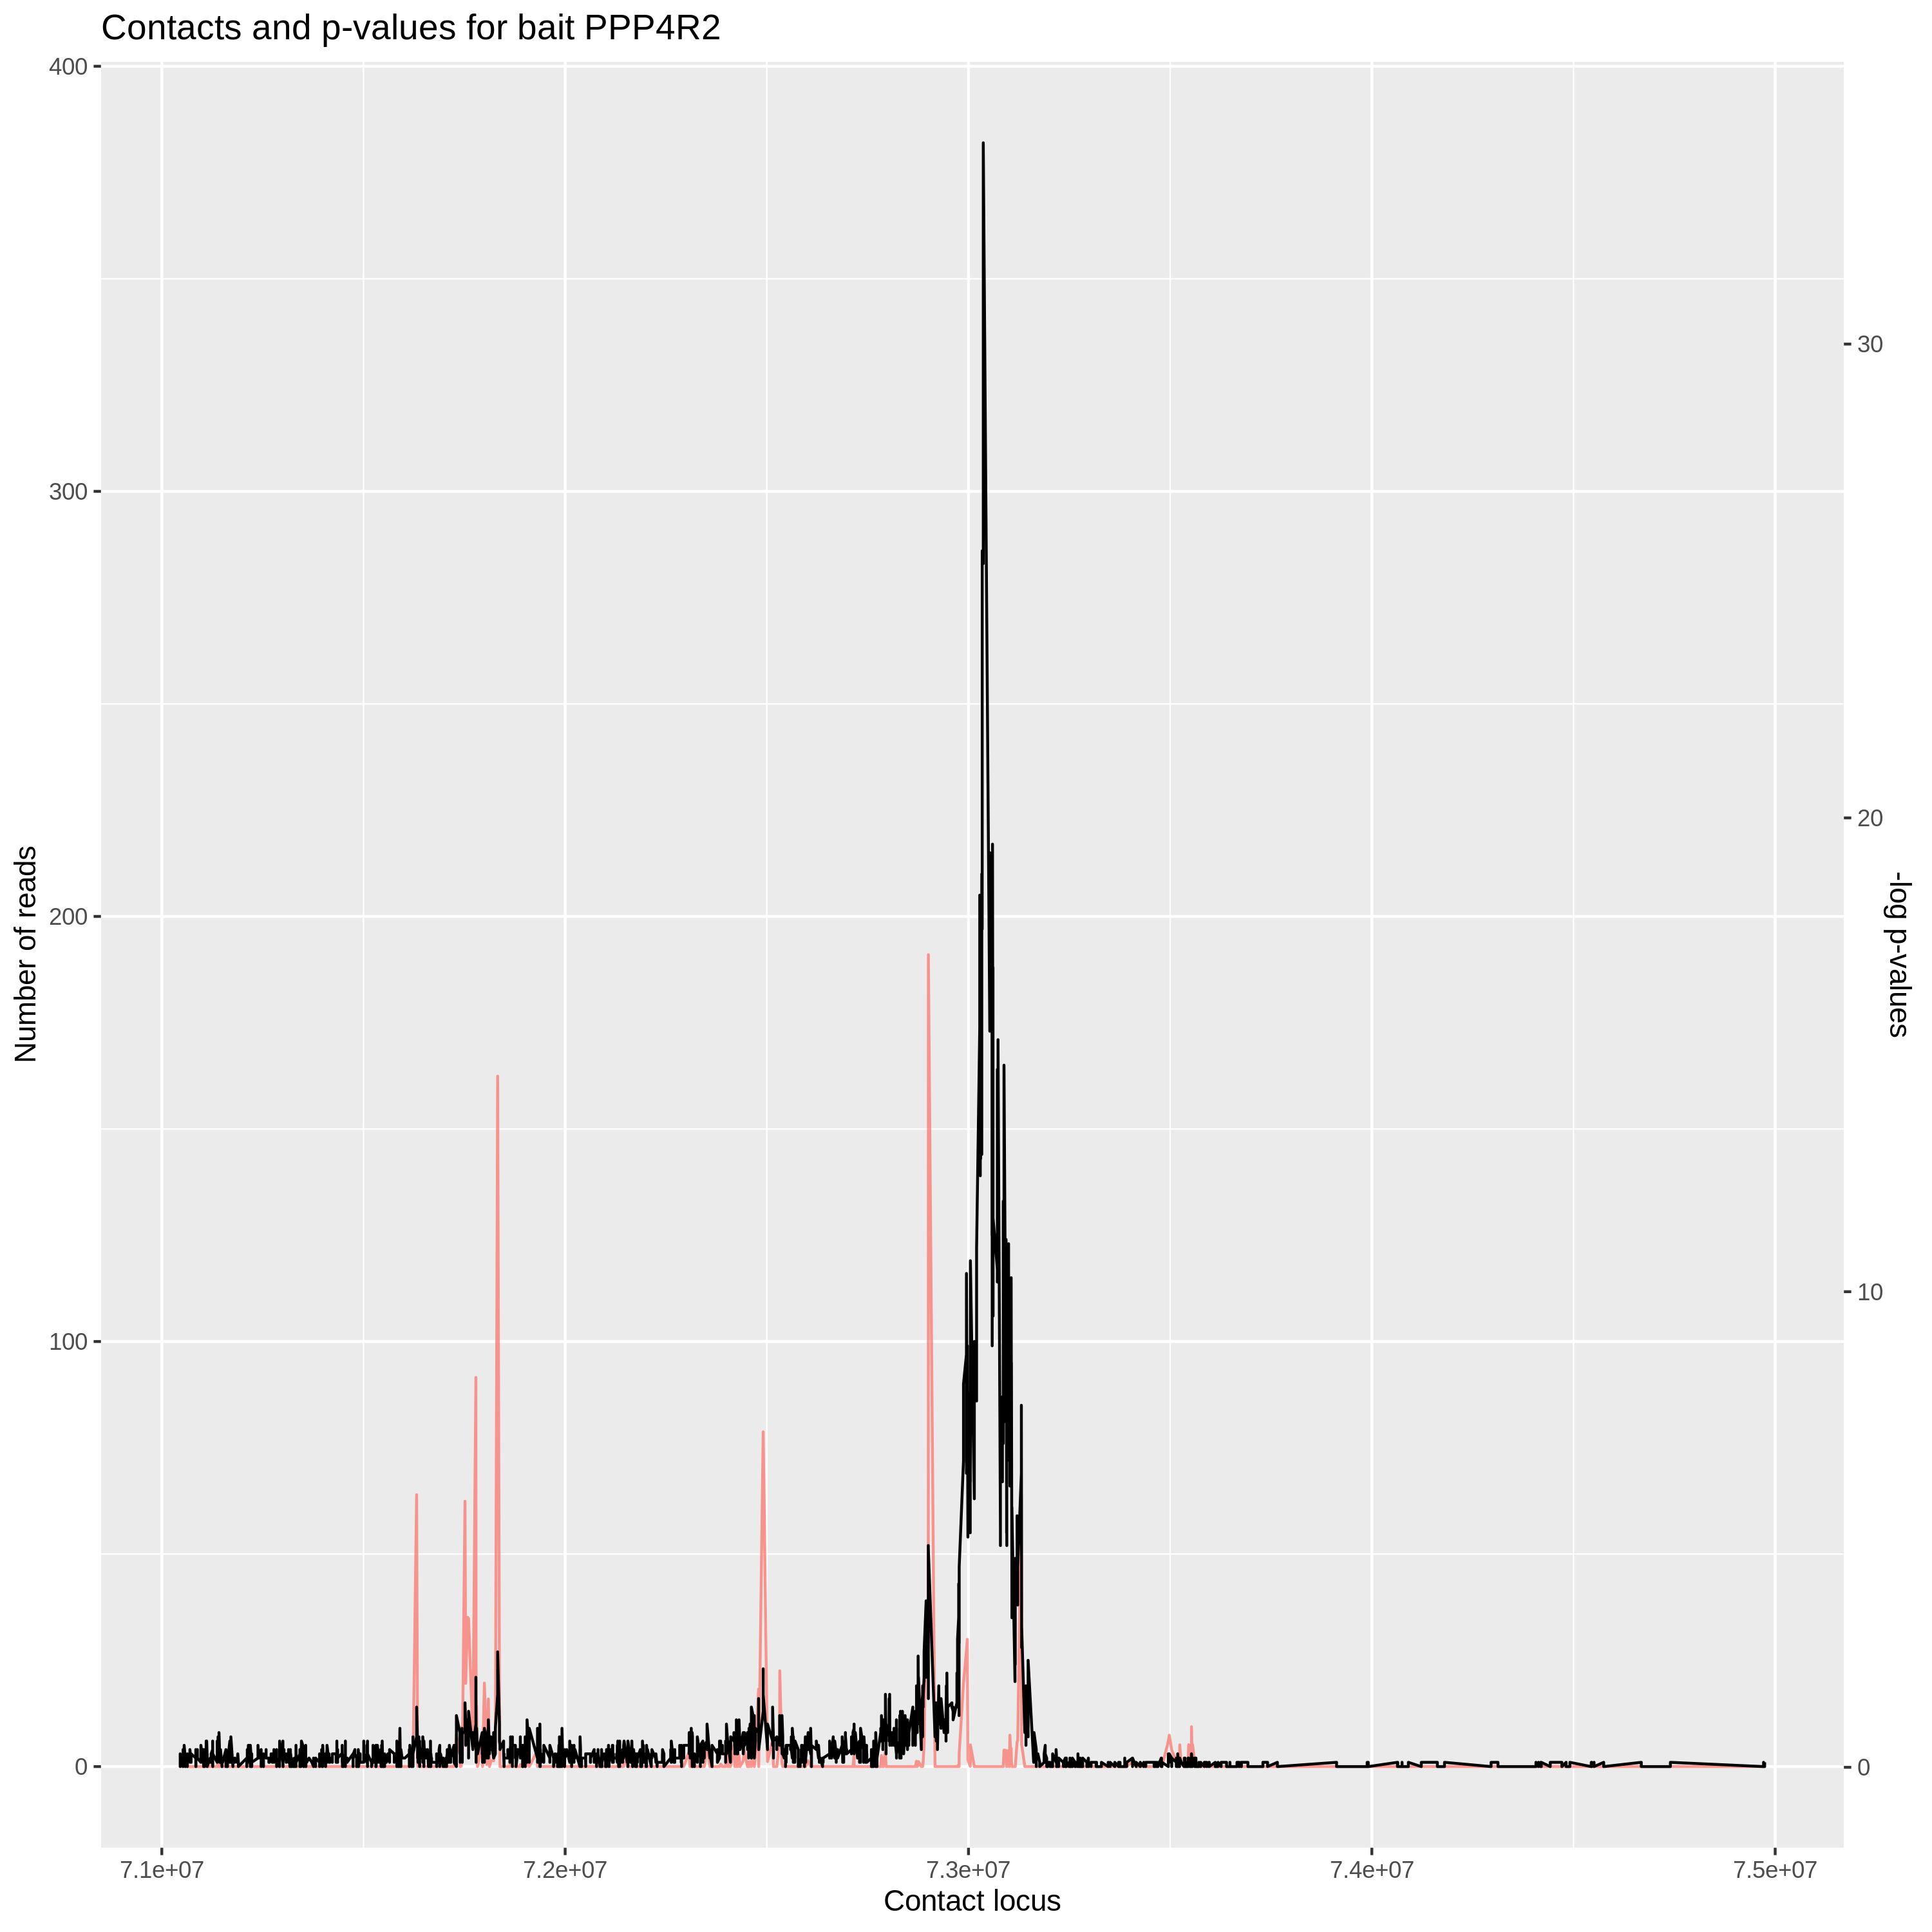 Contacts and p-values for bait PPP4R2
400
300
200
100
0
Number of reads
30
20
10
0
-log p-values
7.1e+07 7.2e+07 7.3e+07 7.4e+07 7.5e+07
Contact locus